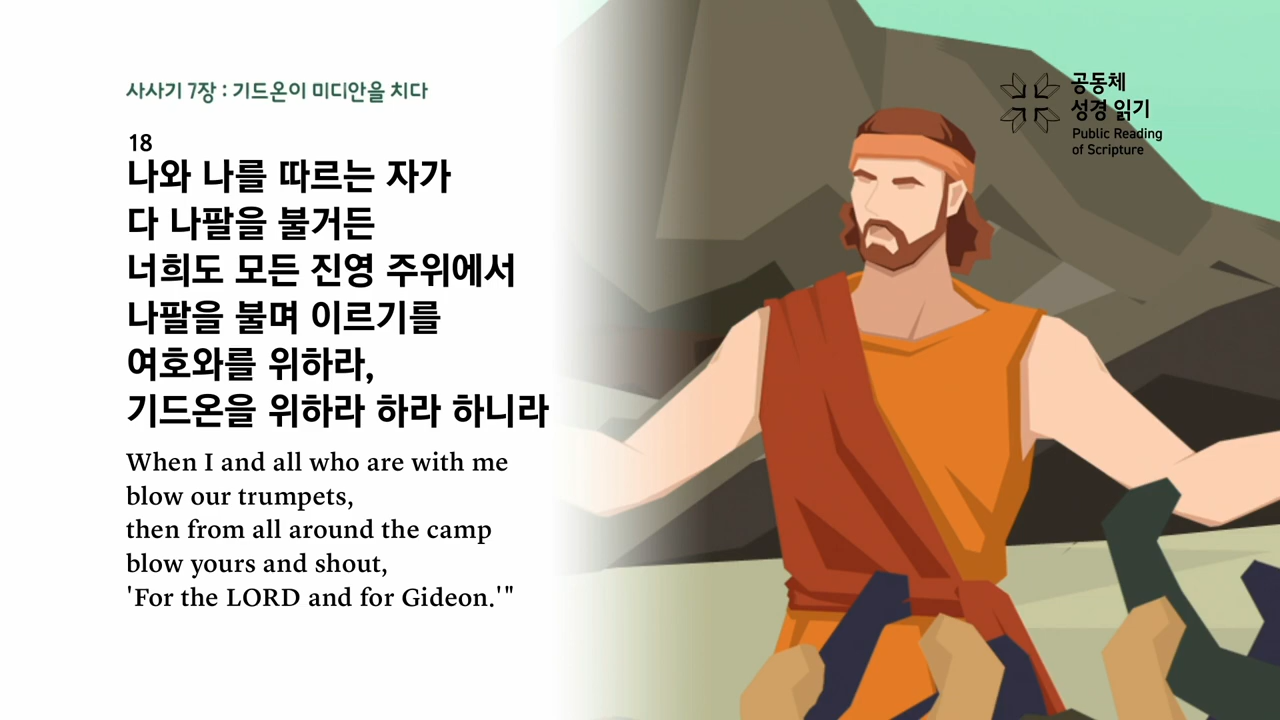 사사기 7장 : 기드온이 미디안을 치다
18
나와 나를 따르는 자가
다 나팔을 불거든
너희도 모든 진영 주위에서
나팔을 불며 이르기를
여호와를 위하라,
기드온을 위하라 하라 하니라
When I and all who are with me
blow our trumpets,
then from all around the camp
blow yours and shout,
'For the LORD and for Gideon.'"
공동체
성경 읽기
Public Reading
of Scripture